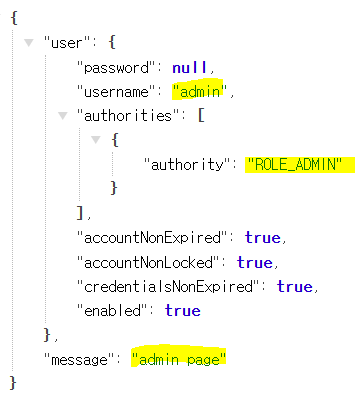 {
"user": {
"password": null,
"username": "admin",
"authorities": [
{
"authority": "ROLE_ADMIN"
}
],
"accountNonExpired": true,
"accountNonLocked": true,
"credentialsNonExpired": true,
"enabled": true
},
"message": "admin page"
}